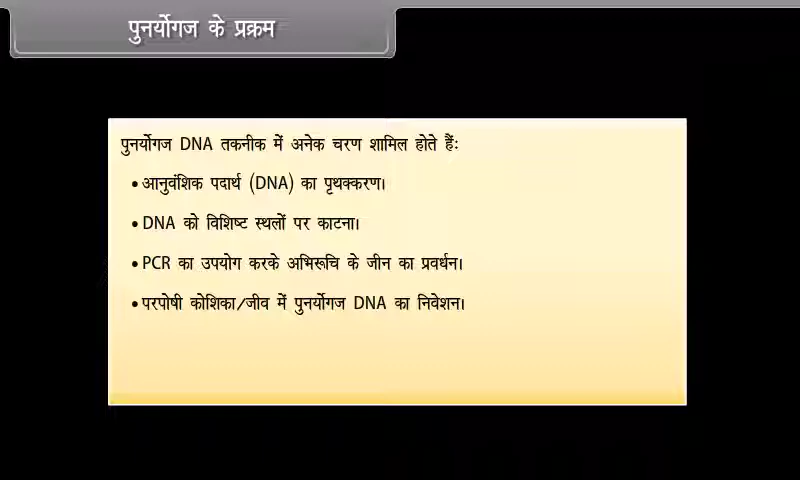 पुनर्योगज के प्रक्रम
पुनर्योगज DNA तकनीक में अनेक चरण शामिल होते हैंः
•आनुवंशिक पदार्थ (DNA) का पृथक्करण।
•DNA को विशिष्ट स्थलों पर काटना।
•PCR का उपयोग करके अभिरूचि के जीन का प्रवर्धन।
•परपोषी कोशिका/जीव में पुनर्योगज DNA का निवेशन।